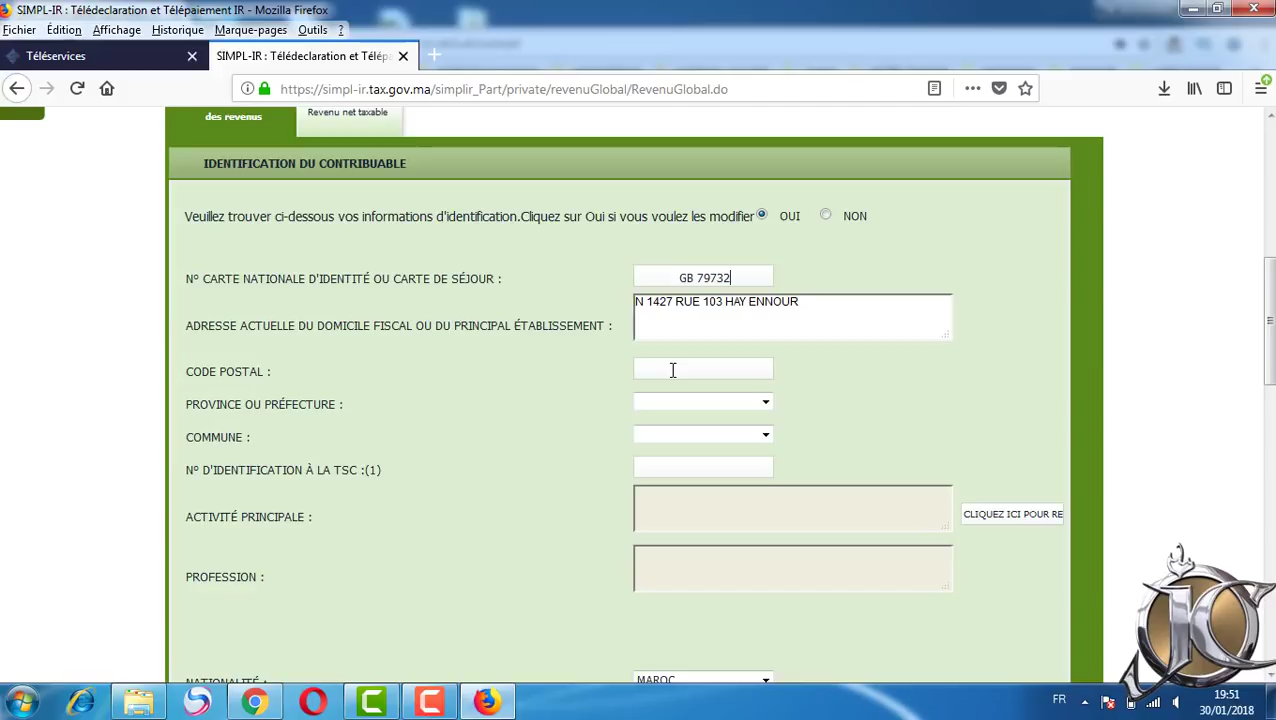 SIMPL-IR : Télédeclaration et Télépaiement IR - Mozilla Firefox
Fichier Édition Affichage Historique Marque-pages Outils ?
Téléservices
SIMPL-IR : Télédeclaration et Télépa
https://simpl-ir.tax.gov.ma/simplir_Part/private/revenuGlobal/RevenuGlobal.do
des revenus
Revenu net taxable
IDENTIFICATION DU CONTRIBUABLE
Veuillez trouver ci-dessous vos informations d'identification.Cliquez sur Oui si vous voulez les modifier OUI NON
N° CARTE NATIONALE D'IDENTITÉ OU CARTE DE SÉJOUR : GB 79732
ADRESSE ACTUELLE DU DOMICILE FISCAL OU DU PRINCIPAL ÉTABLISSEMENT : N 1427 RUE 103 HAY ENNOUR
CODE POSTAL :
PROVINCE OU PRÉFECTURE :
COMMUNE :
N° D'IDENTIFICATION À LA TSC :(1)
ACTIVITÉ PRINCIPALE : CLIQUEZ ICI POUR RE
PROFESSION :
NATIONALITÉ : MAROC
FR
19:51
30/01/2018